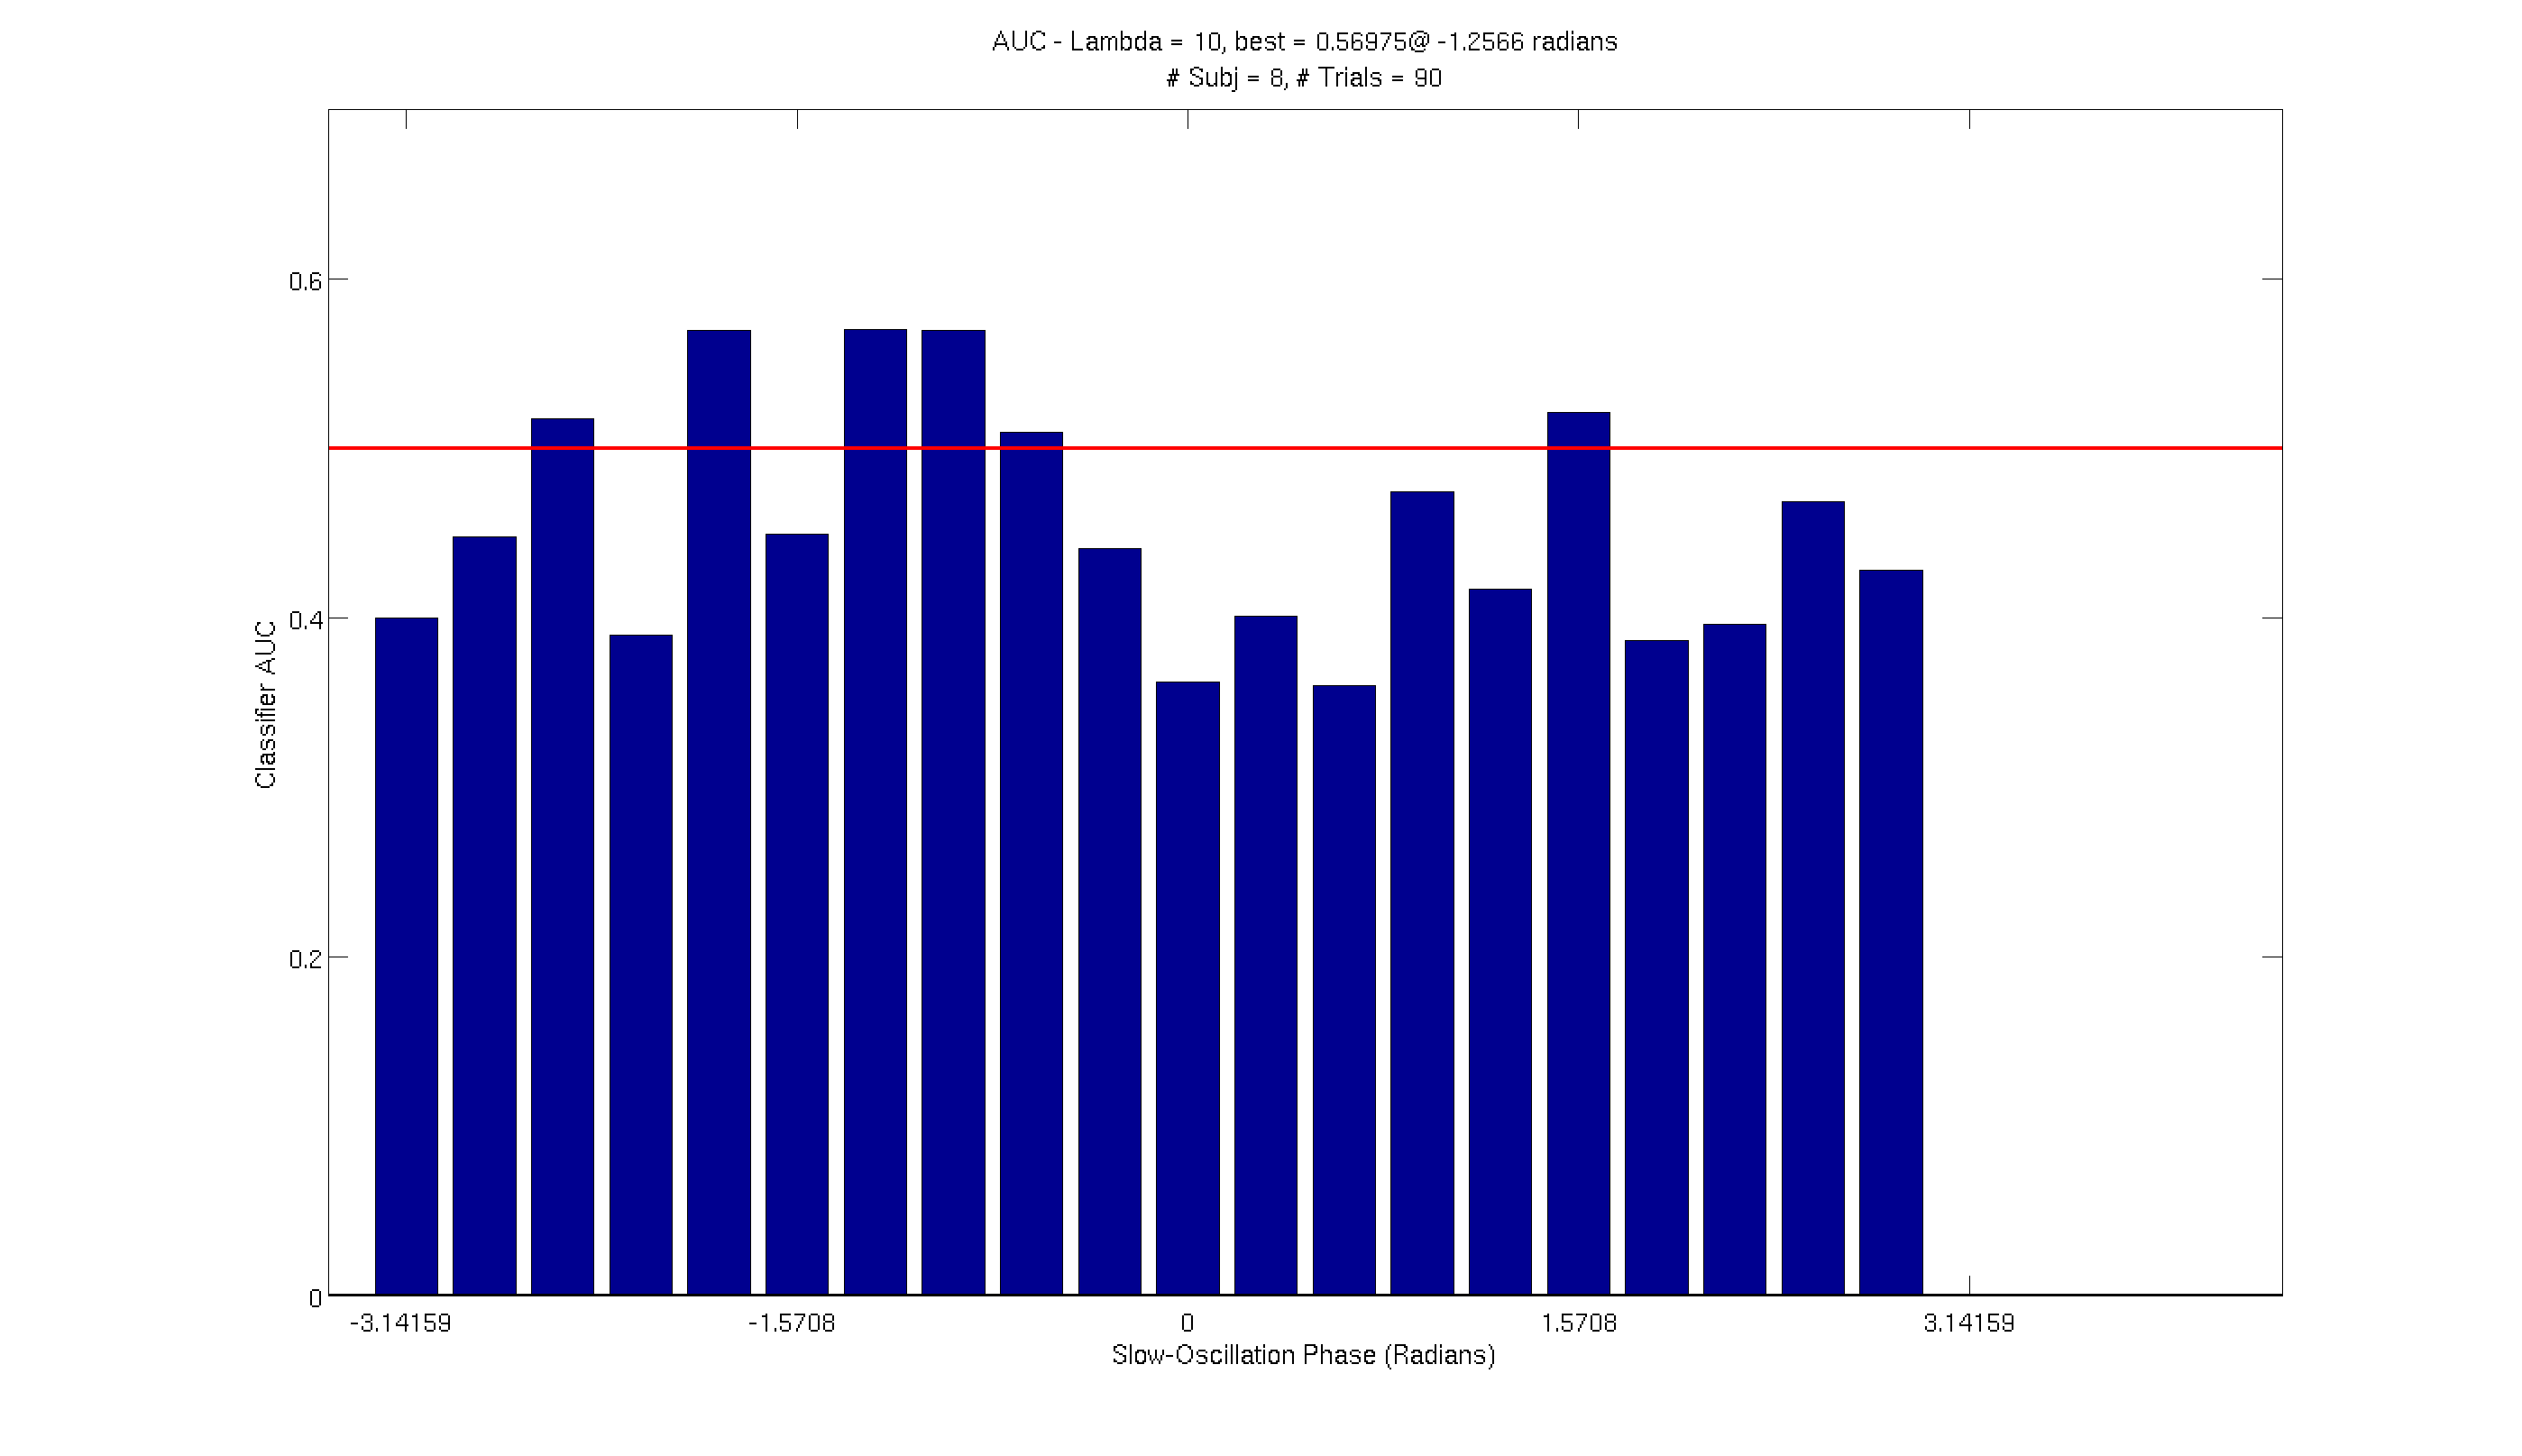 AUC - Lambda = 10, best = 0.56975@ -1.2566 radians
# Subj = 8, # Trials = 90
0.6
0.4
0.2
0
Classifier AUC
-3.14159
-1.5708
0
1.5708
3.14159
Slow-Oscillation Phase (Radians)